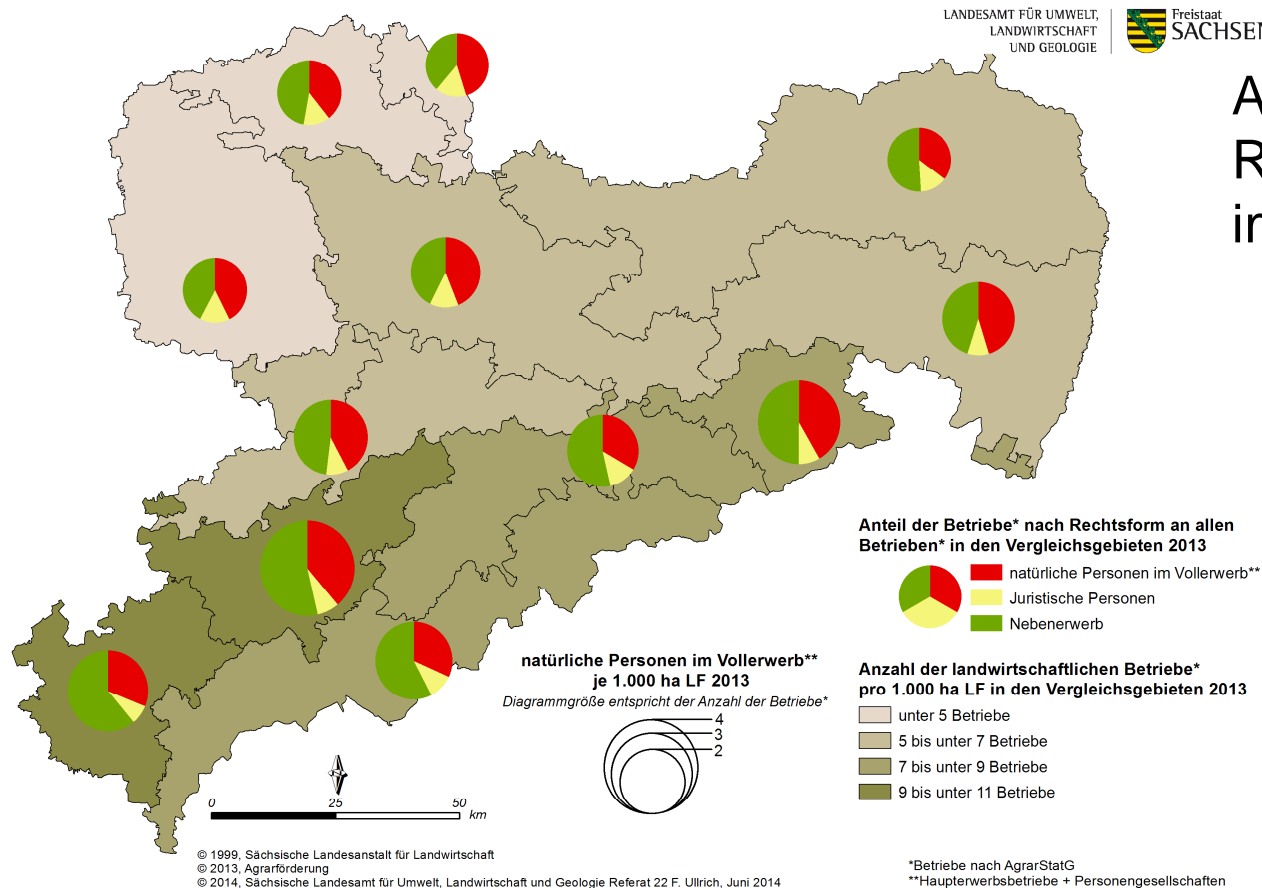 LANDESAMT FÜR UMWELT,
LANDWIRTSCHAFT
UND GEOLOGIE
Freistaat
SACHSEN
A
R
in
Anteil der Betriebe* nach Rechtsform an allen
Betrieben* in den Vergleichsgebieten 2013
natürliche Personen im Vollerwerb**
Juristische Personen
Nebenerwerb
natürliche Personen im Vollerwerb**
je 1.000 ha LF 2013
Diagrammgröße entspricht der Anzahl der Betriebe*
4
3
2
Anzahl der landwirtschaftlichen Betriebe*
pro 1.000 ha LF in den Vergleichsgebieten 2013
unter 5 Betriebe
5 bis unter 7 Betriebe
7 bis unter 9 Betriebe
9 bis unter 11 Betriebe
0 25 50
km
© 1999, Sächsische Landesanstalt für Landwirtschaft
© 2013, Agrarförderung
© 2014, Sächsisches Landesamt für Umwelt, Landwirtschaft und Geologie Referat 22 F. Ullrich, Juni 2014
*Betriebe nach AgrarStatG
**Haupterwerbsbetriebe + Personengesellschaften